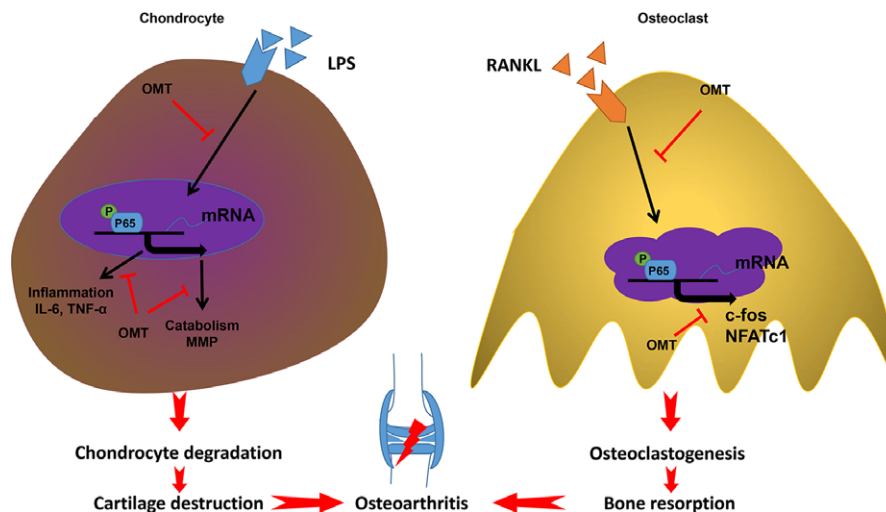 Chondrocyte
LPS
OMT
P
P65
mRNA
Inflammation
IL-6, TNF-α
OMT
Catabolism
MMP
Chondrocyte degradation
Cartilage destruction
Osteoarthritis
Osteoclast
RANKL
OMT
P
P65
mRNA
c-fos
NFATc1
OMT
Osteoclastogenesis
Bone resorption